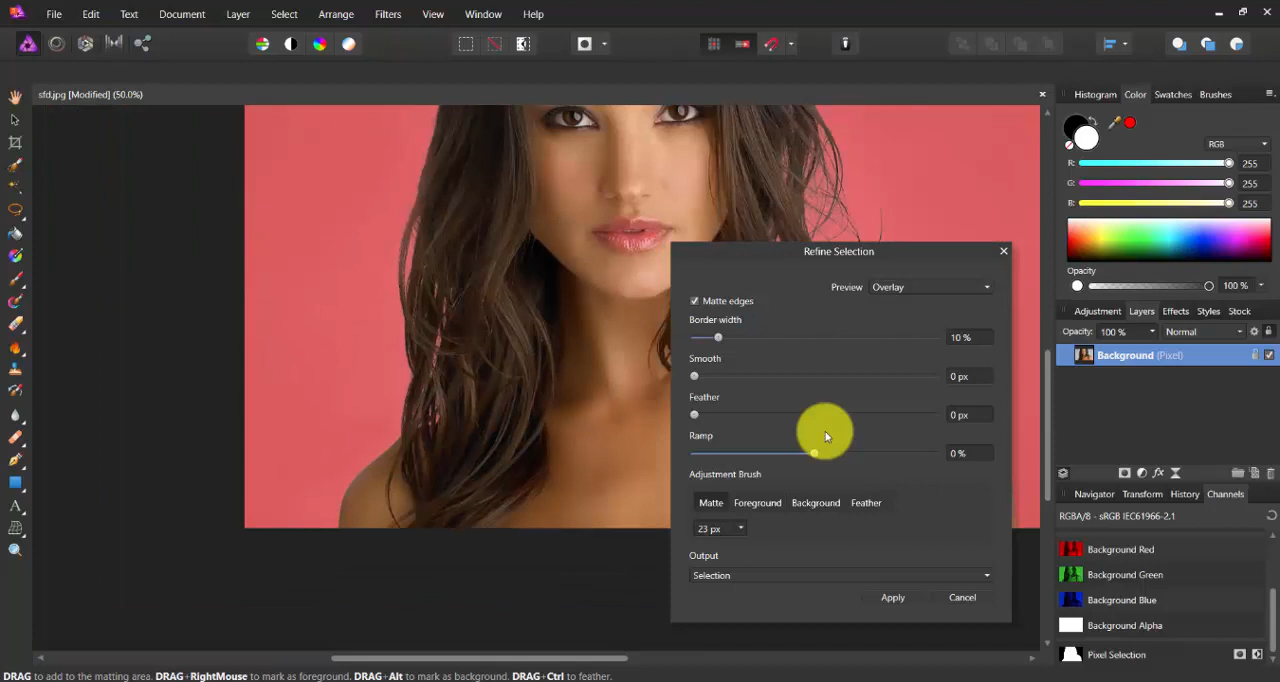 File Edit Text Document Layer Select Arrange Filters View Window Help
sfd.jpg [Modified] (50.0%)
Histogram Color Swatches Brushes
RGB
R: 255
G: 255
B: 255
Opacity
100 %
Adjustment Layers Effects Styles Stock
Opacity: 100 % Normal
Background (Pixel)
Refine Selection
Preview Overlay
Matte edges
Border width
10 %
Smooth
0 px
Feather
0 px
Ramp
0 %
Adjustment Brush
Matte Foreground Background Feather
23 px
Output
Selection
Apply Cancel
Navigator Transform History Channels
RGBA/8 - sRGB IEC61966-2.1
Background Red
Background Green
Background Blue
Background Alpha
Pixel Selection
DRAG to add to the matting area. DRAG+RightMouse to mark as foreground. DRAG+Alt to mark as background. DRAG+Ctrl to feather.